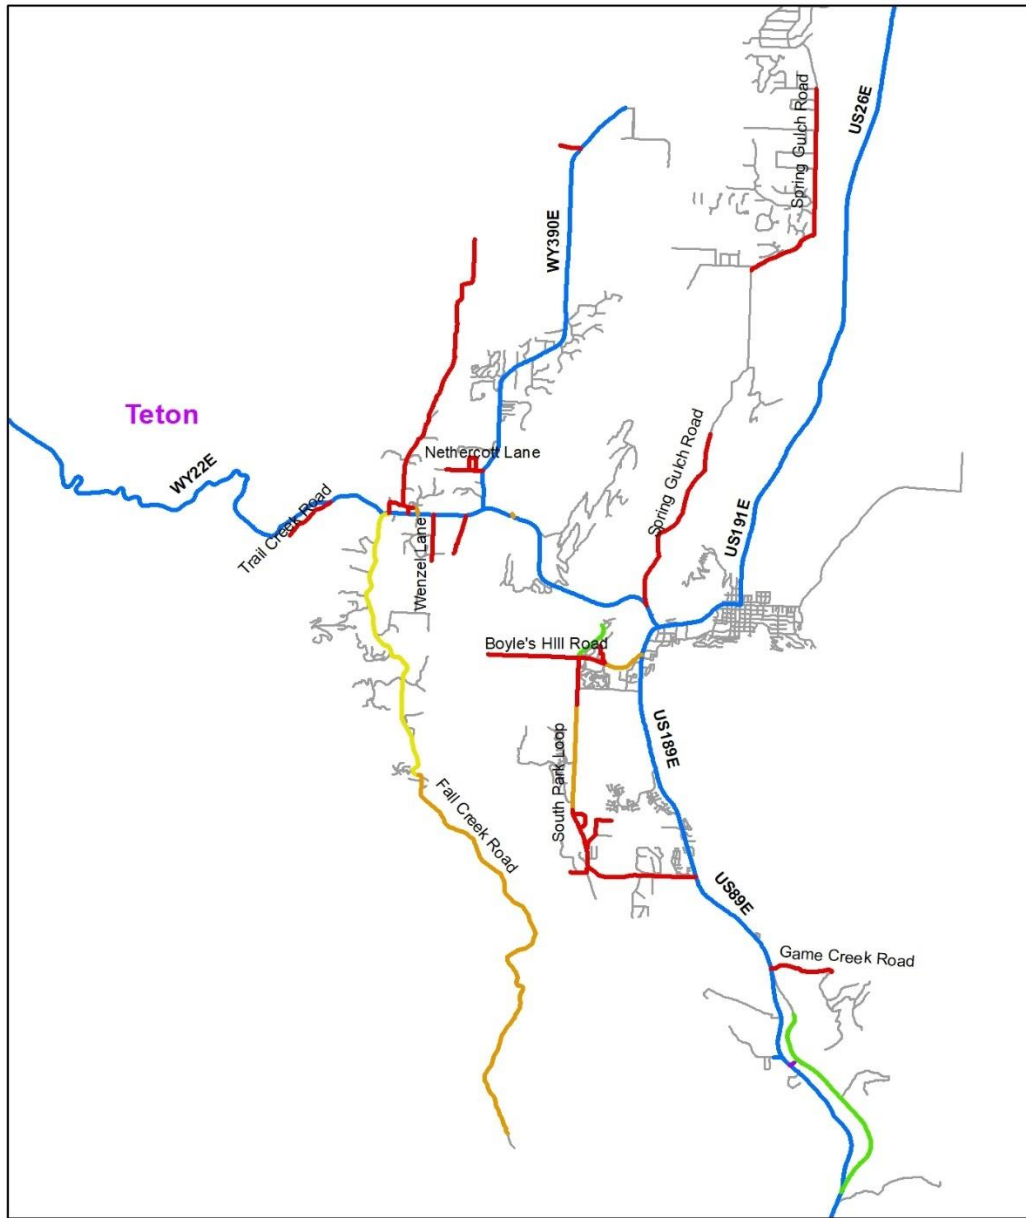 US26E
Spring Gulch Road
WY390E
Teton
Nethercott Lane
WY22E
Trail Creek Road
Wenzel Lane
Spring Gulch Road
US191E
Boyle's HIll Road
US189E
South Park Loop
Fall Creek Road
US89E
Game Creek Road